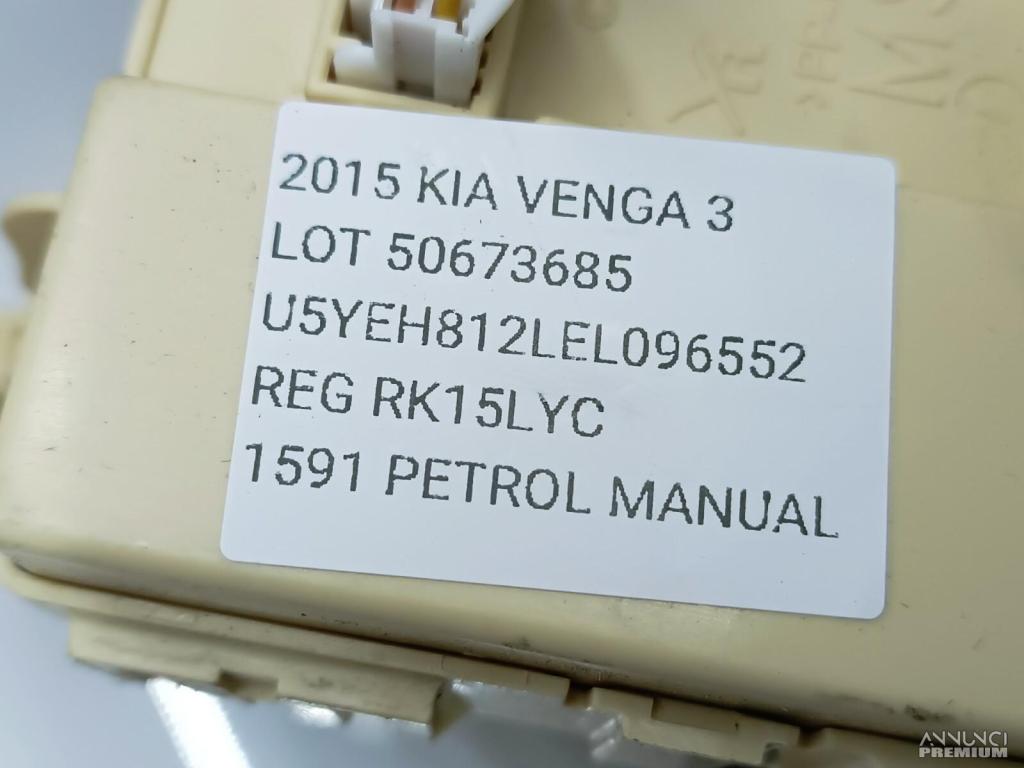 2015 KIA VENGA 3
LOT 50673685
U5YEH812LEL096552
REG RK15LYC
1591 PETROL MANUAL
ANNUNCI
PREMIUM